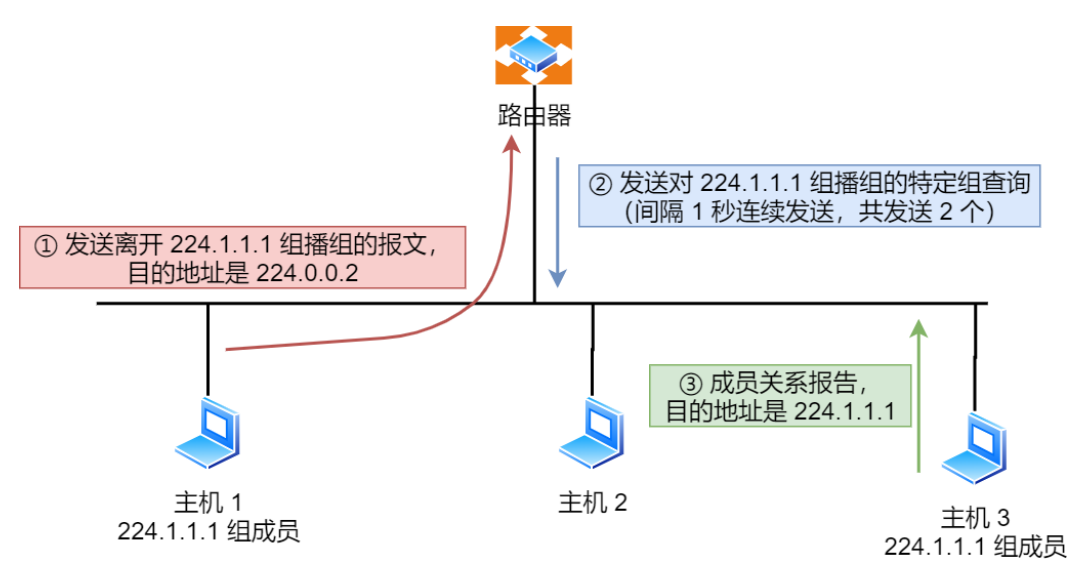 路由器
② 发送对 224.1.1.1 组播组的特定组查询
（间隔 1 秒连续发送，共发送 2 个）
① 发送离开 224.1.1.1 组播组的报文，
目的地址是 224.0.0.2
③ 成员关系报告，
目的地址是 224.1.1.1
主机 1
224.1.1.1 组成员
主机 2
主机 3
224.1.1.1 组成员